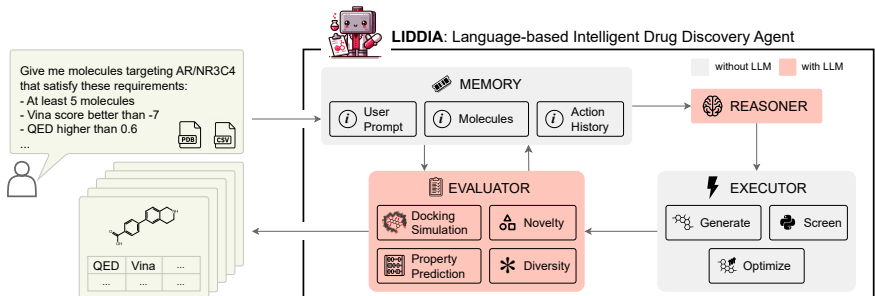 LIDDIA: Language-based Intelligent Drug Discovery Agent
Give me molecules targeting AR/NR3C4
that satisfy these requirements:
- At least 5 molecules
- Vina score better than -7
- QED higher than 0.6
...
PDB
CSV
MEMORY
User
Prompt
Molecules
Action
History
without LLM
with LLM
REASONER
EVALUATOR
Docking
Simulation
Novelty
Property
Prediction
Diversity
EXECUTOR
Generate
Screen
Optimize
NH
O
OH
QED
Vina
...
...
...
...